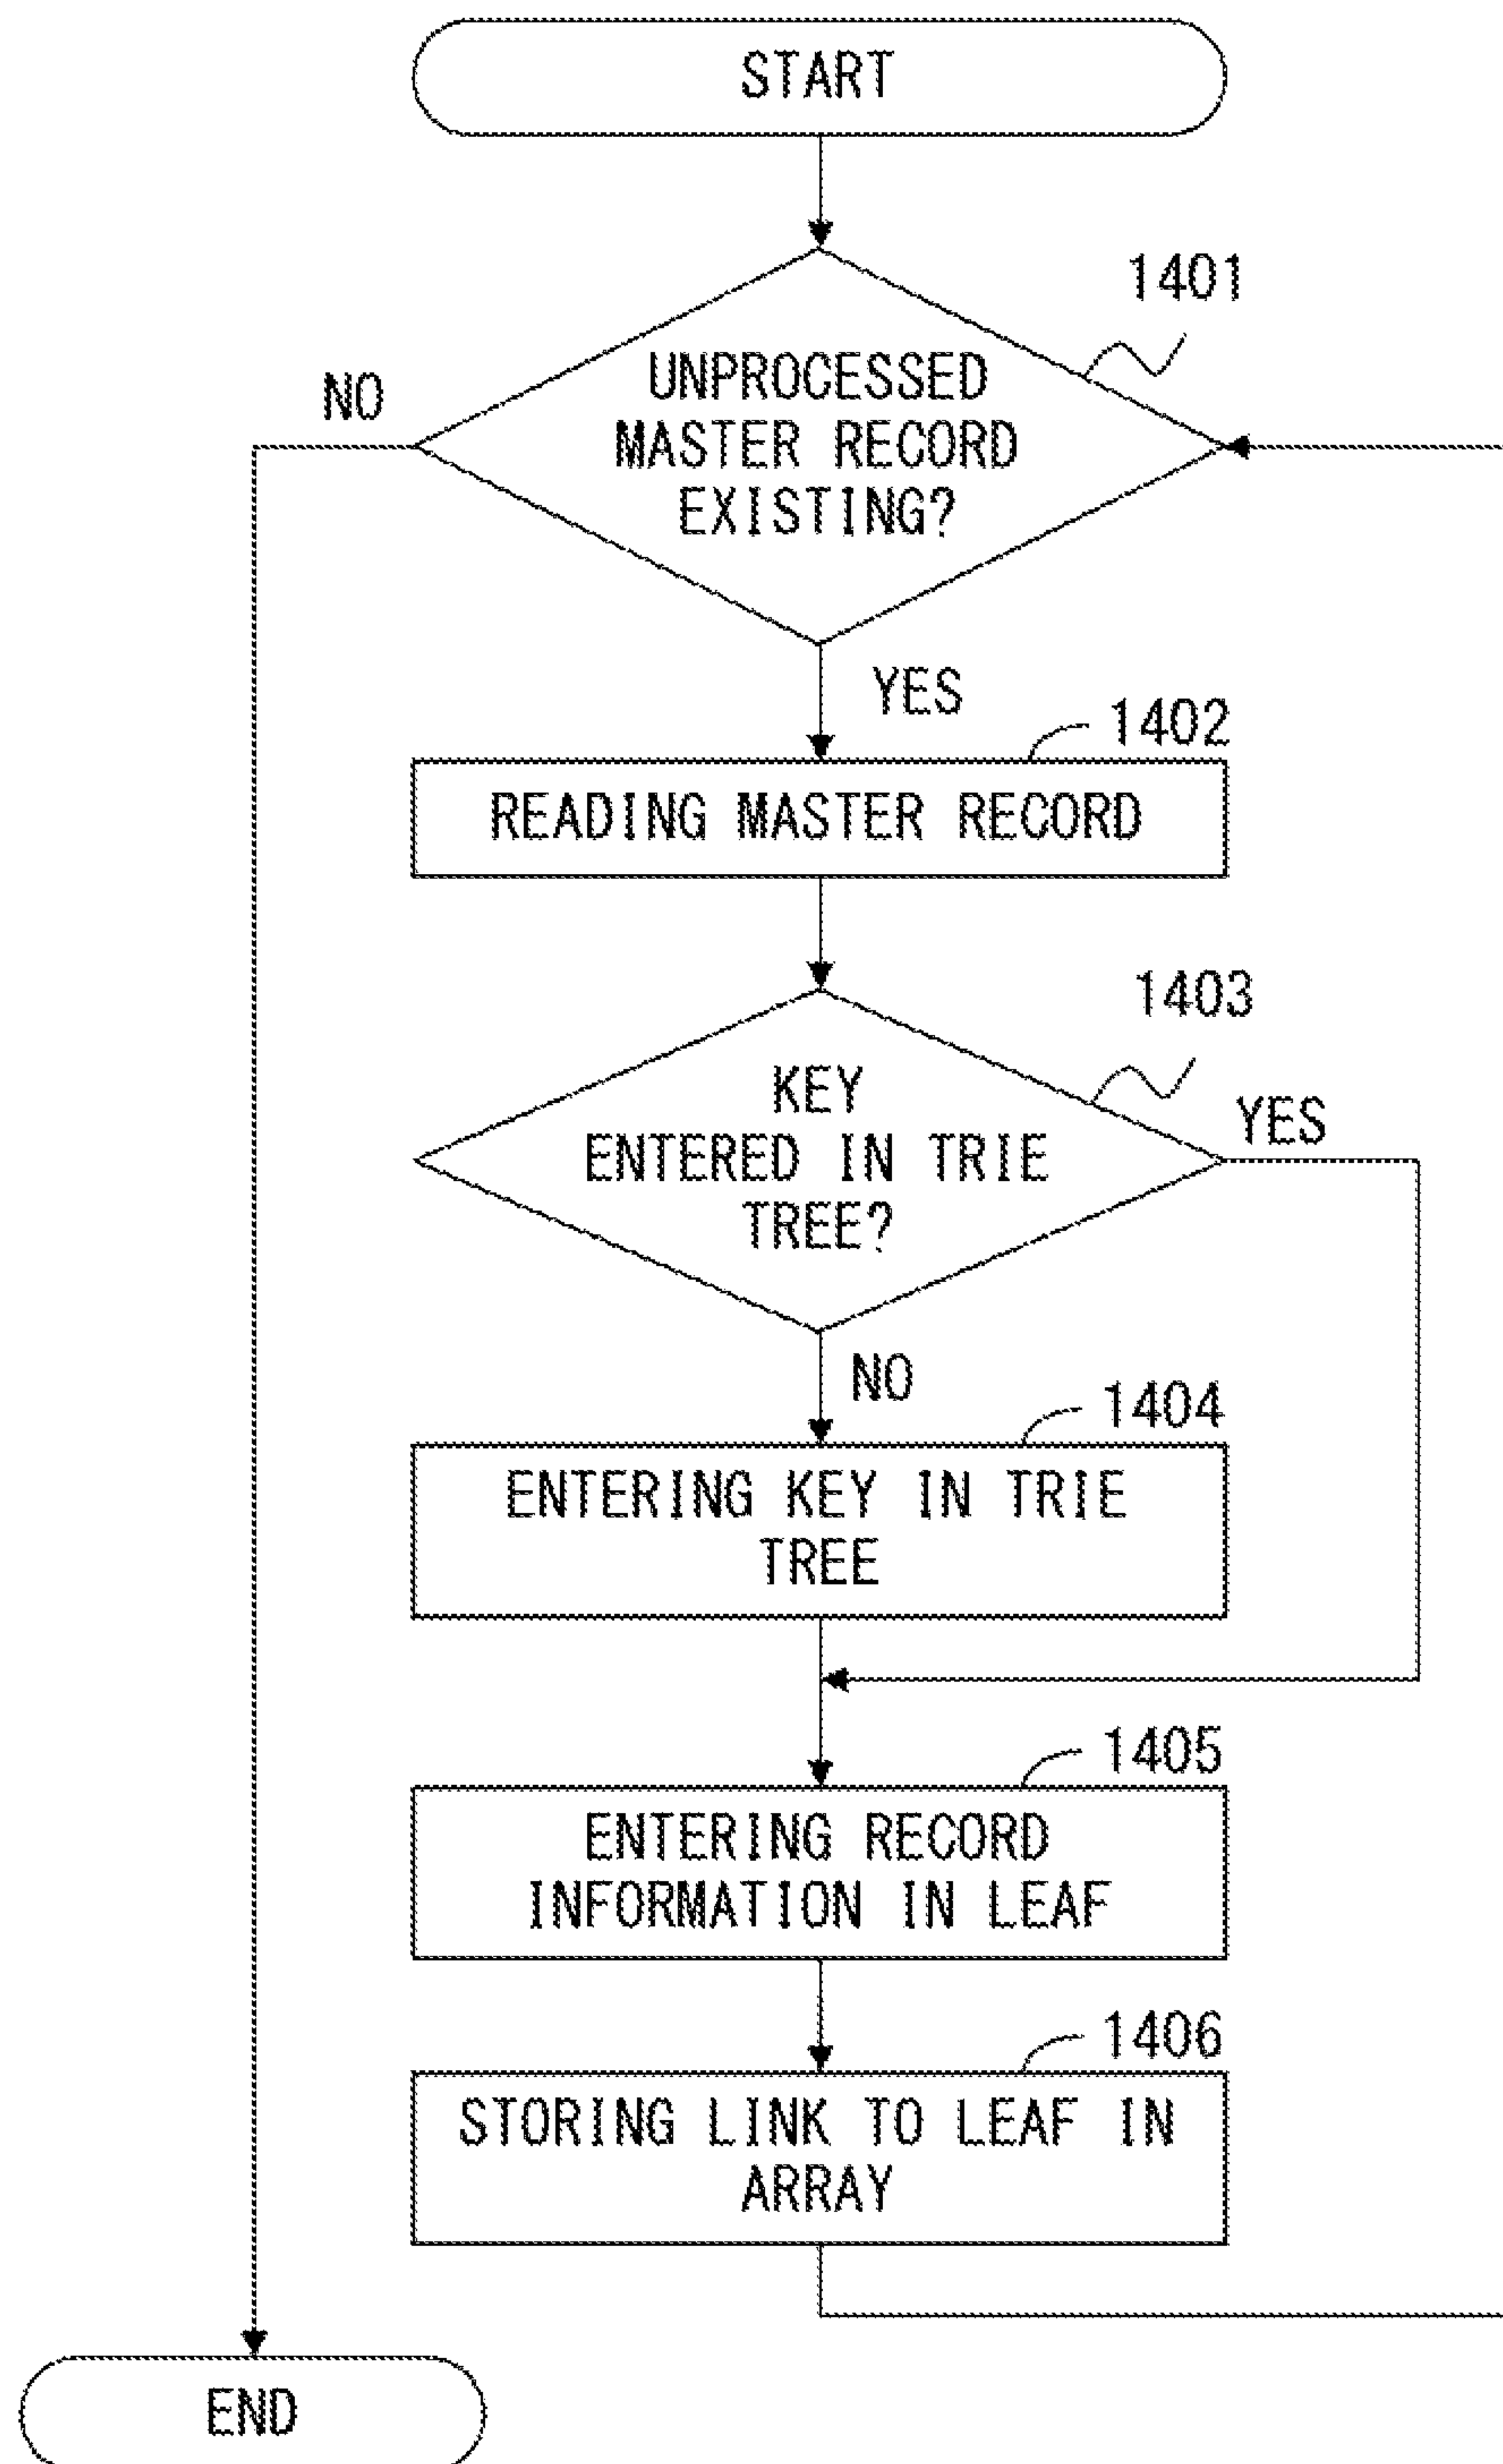 START
1401
NO
UNPROCESSED
MASTER RECORD
EXISTING?
YES
1402
READING MASTER RECORD
1403
KEY
ENTERED IN TRIE
TREE?
YES
NO
1404
ENTERING KEY IN TRIE
TREE
1405
ENTERING RECORD
INFORMATION IN LEAF
1406
STORING LINK TO LEAF IN
ARRAY
END